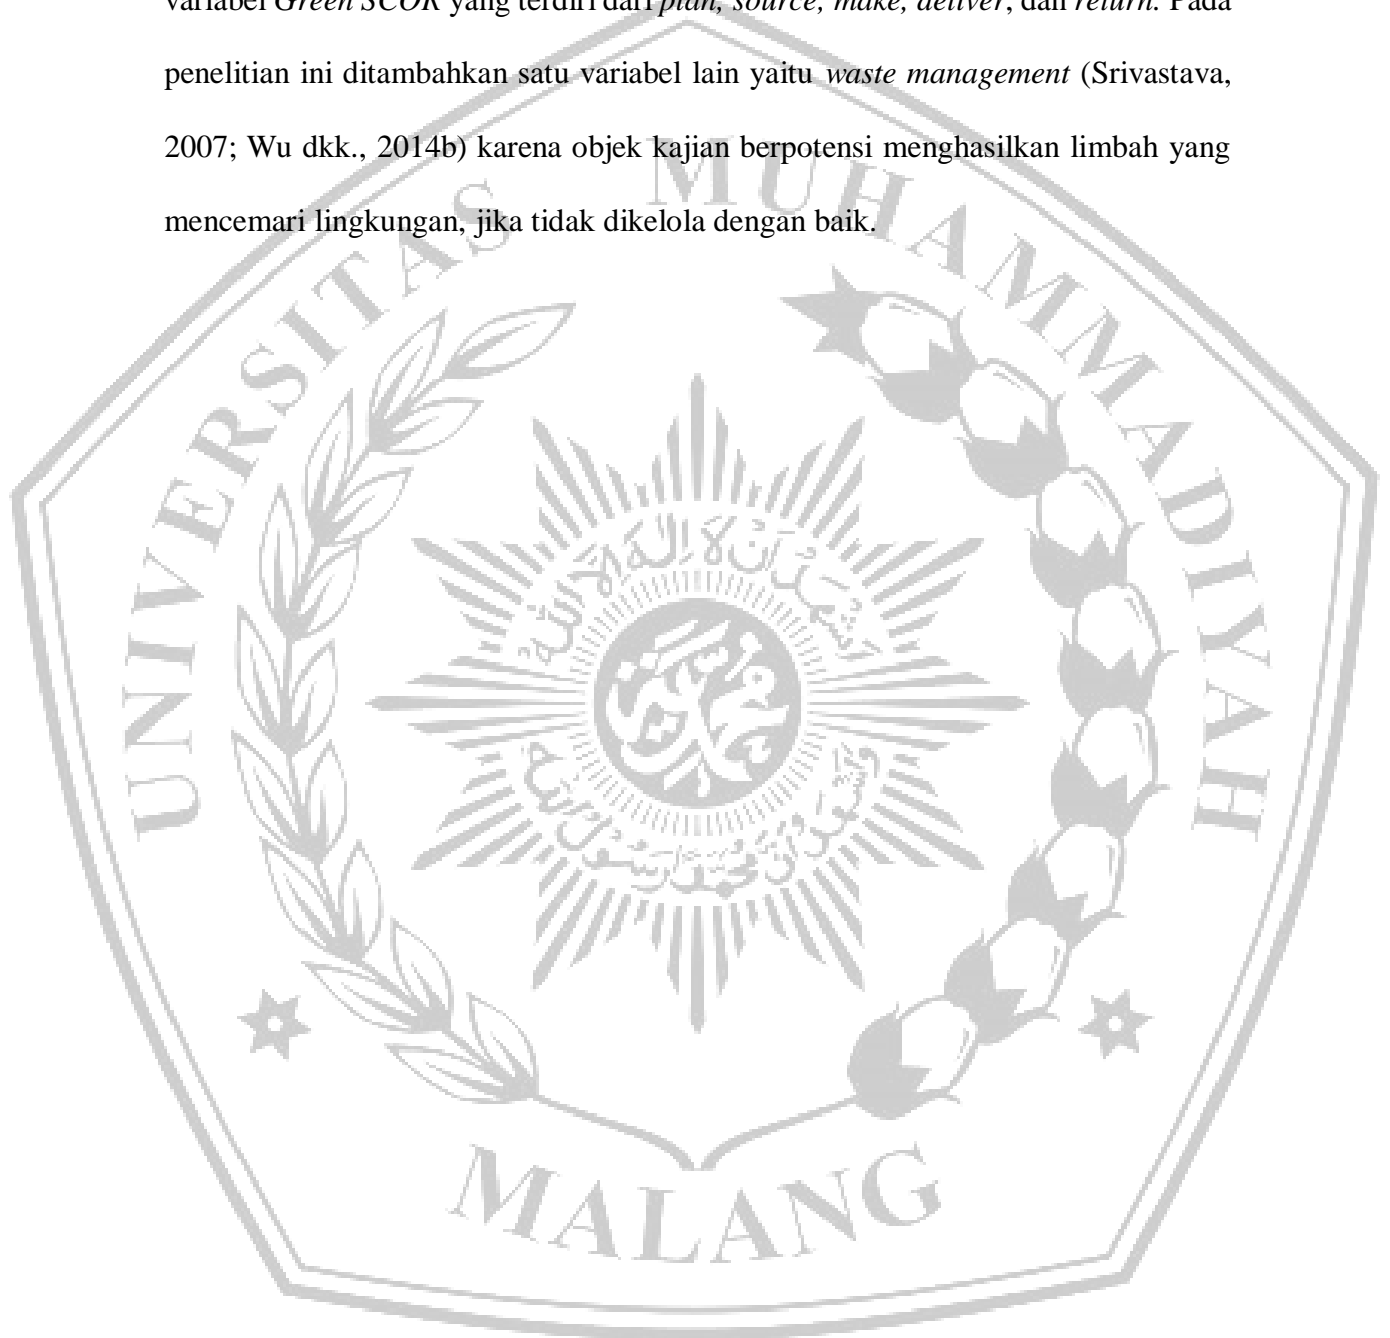 variabel Green SCOR yang terdiri dari plan, source, make, deliver, dan return. Pada
penelitian ini ditambahkan satu variabel lain yaitu waste management (Srivastava,
2007; Wu dkk., 2014b) karena objek kajian berpotensi menghasilkan limbah yang
mencemari lingkungan, jika tidak dikelola dengan baik.
UNIVERSITAS MUHAMMADIYAH
MALANG